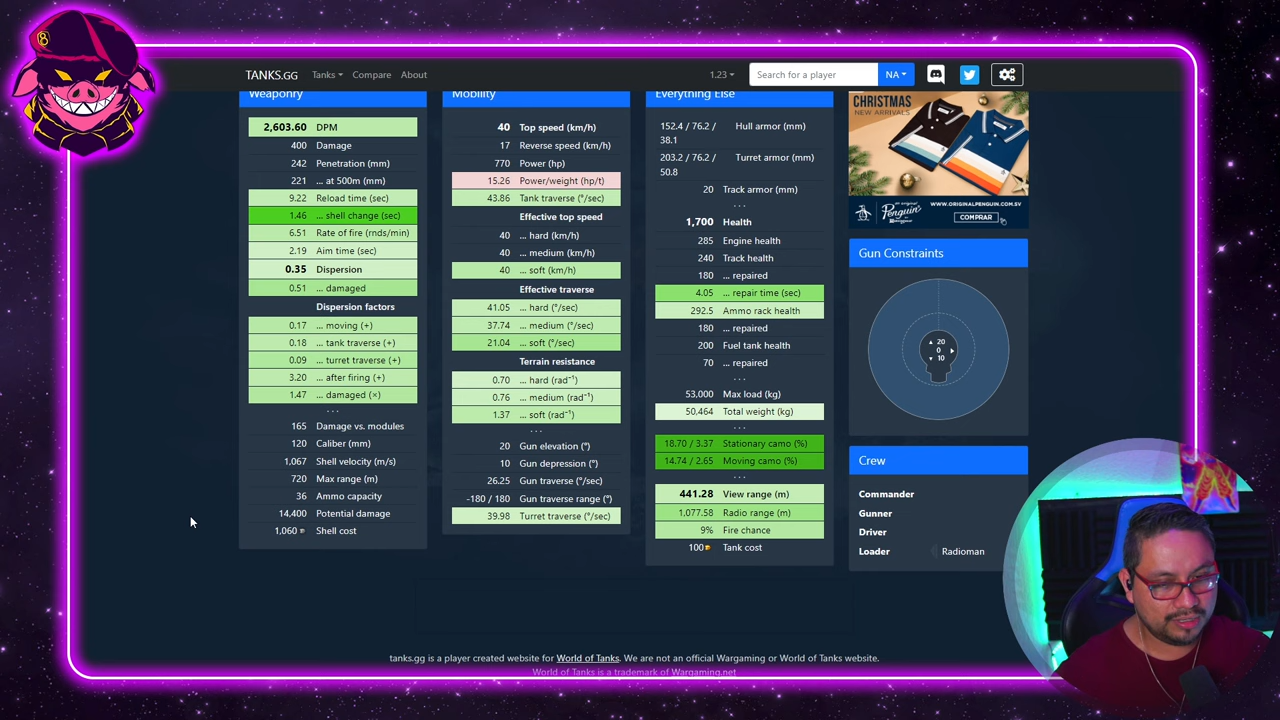 8
TANKS.GG Tanks Compare About 1.23 Search for a player NA
Weaponry
2,603.60 DPM
400 Damage
242 Penetration (mm)
221 ... at 500m (mm)
9.22 Reload time (sec)
1.46 ... shell change (sec)
6.51 Rate of fire (rnds/min)
2.19 Aim time (sec)
0.35 Dispersion
0.51 ... damaged
Dispersion factors
0.17 ... moving (+)
0.18 ... tank traverse (+)
0.09 ... turret traverse (+)
3.20 ... after firing (+)
1.47 ... damaged (×)
...
165 Damage vs. modules
120 Caliber (mm)
1,067 Shell velocity (m/s)
720 Max range (m)
36 Ammo capacity
14,400 Potential damage
1,060 Shell cost
Mobility
40 Top speed (km/h)
17 Reverse speed (km/h)
770 Power (hp)
15.26 Power/weight (hp/t)
43.86 Tank traverse (°/sec)
Effective top speed
40 ... hard (km/h)
40 ... medium (km/h)
40 ... soft (km/h)
Effective traverse
41.05 ... hard (°/sec)
37.74 ... medium (°/sec)
21.04 ... soft (°/sec)
Terrain resistance
0.70 ... hard (rad⁻¹)
0.76 ... medium (rad⁻¹)
1.37 ... soft (rad⁻¹)
...
20 Gun elevation (°)
10 Gun depression (°)
26.25 Gun traverse (°/sec)
-180 / 180 Gun traverse range (°)
39.98 Turret traverse (°/sec)
Everything Else
152.4 / 76.2 / Hull armor (mm)
38.1
203.2 / 76.2 / Turret armor (mm)
50.8
20 Track armor (mm)
...
1,700 Health
285 Engine health
240 Track health
180 ... repaired
4.05 ... repair time (sec)
292.5 Ammo rack health
180 ... repaired
200 Fuel tank health
70 ... repaired
...
53,000 Max load (kg)
50,464 Total weight (kg)
...
18.70 / 3.37 Stationary camo (%)
14.74 / 2.65 Moving camo (%)
...
441.28 View range (m)
1,077.58 Radio range (m)
9% Fire chance
100 Tank cost
CHRISTMAS
NEW ARRIVALS
Penguin
WWW.ORIGINALPENGUIN.COM.SV
COMPRAR
Gun Constraints
20
0
10
Crew
Commander
Gunner
Driver
Loader Radioman
tanks.gg is a player created website for World of Tanks. We are not an official Wargaming or World of Tanks website.
World of Tanks is a trademark of Wargaming.net